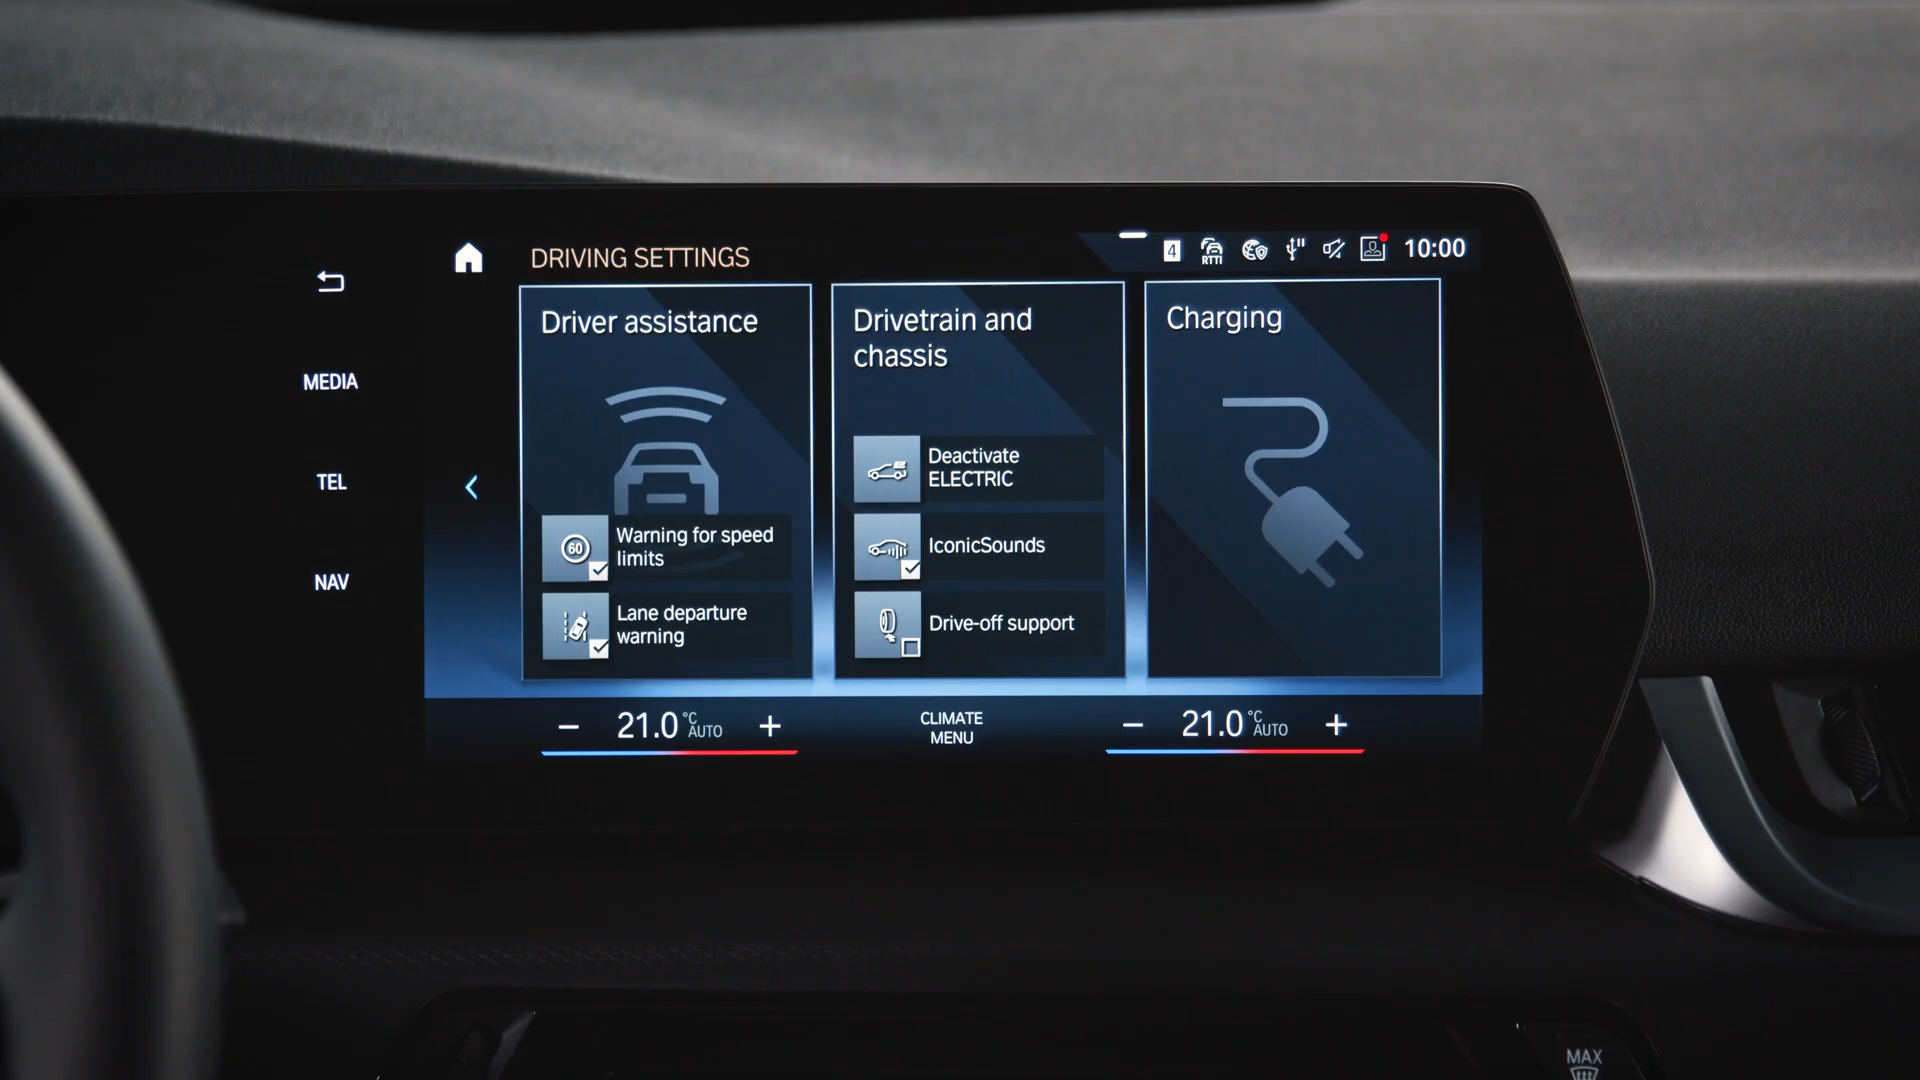 DRIVING SETTINGS
4
RTTI
10:00
MEDIA
TEL
NAV
Driver assistance
60
Warning for speed
limits
Lane departure
warning
Drivetrain and
chassis
Deactivate
ELECTRIC
IconicSounds
Drive-off support
Charging
21.0 °C AUTO
CLIMATE
MENU
21.0 °C AUTO
MAX